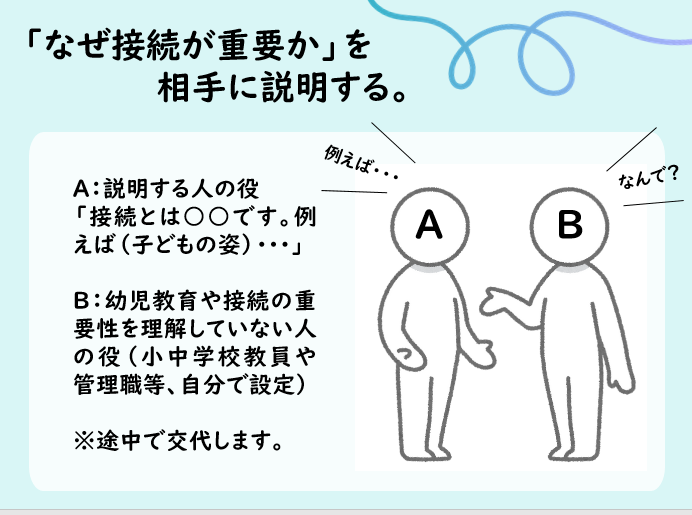 「なぜ接続が重要か」を
相手に説明する。
例えば・・・
なんで?
A:説明する人の役
「接続とは〇〇です。例
えば(子どもの姿)・・・」
A
B
B:幼児教育や接続の重
要性を理解していない人
の役(小中学校教員や
管理職等、自分で設定)
※途中で交代します。